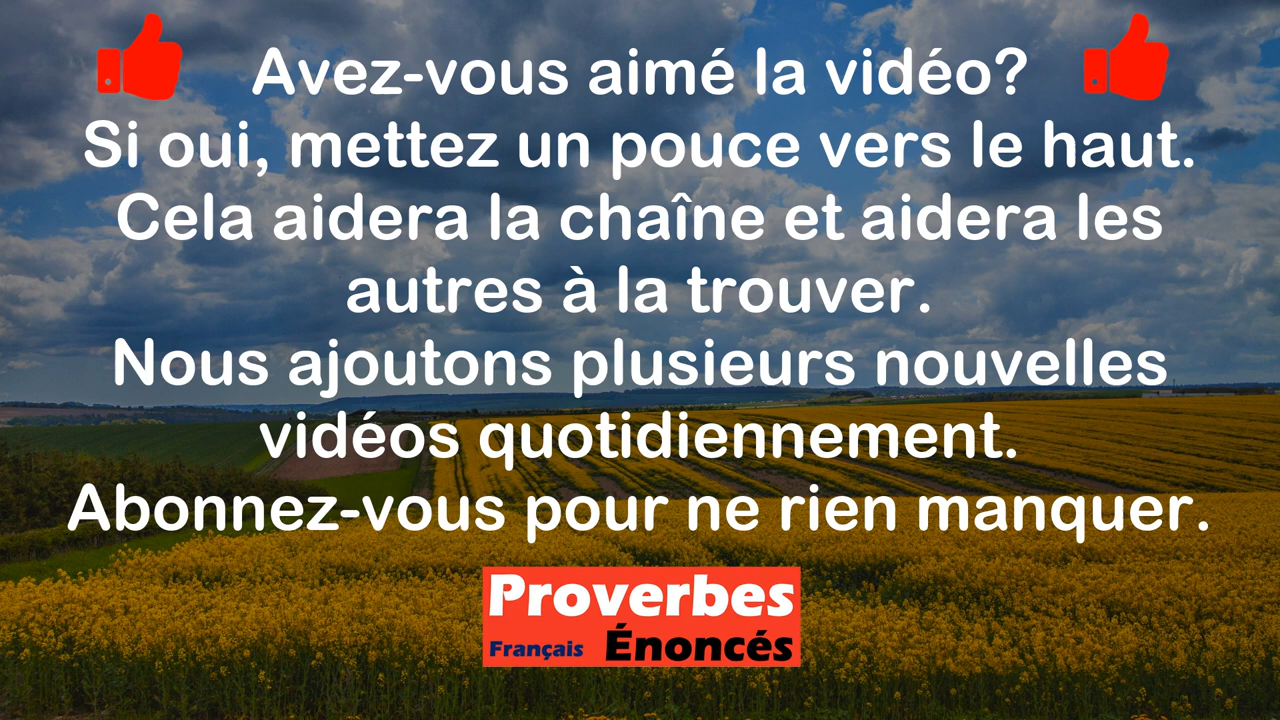 Avez-vous aimé la vidéo?
Si oui, mettez un pouce vers le haut.
Cela aidera la chaîne et aidera les
autres à la trouver.
Nous ajoutons plusieurs nouvelles
vidéos quotidiennement.
Abonnez-vous pour ne rien manquer.
Proverbes
Français Énoncés